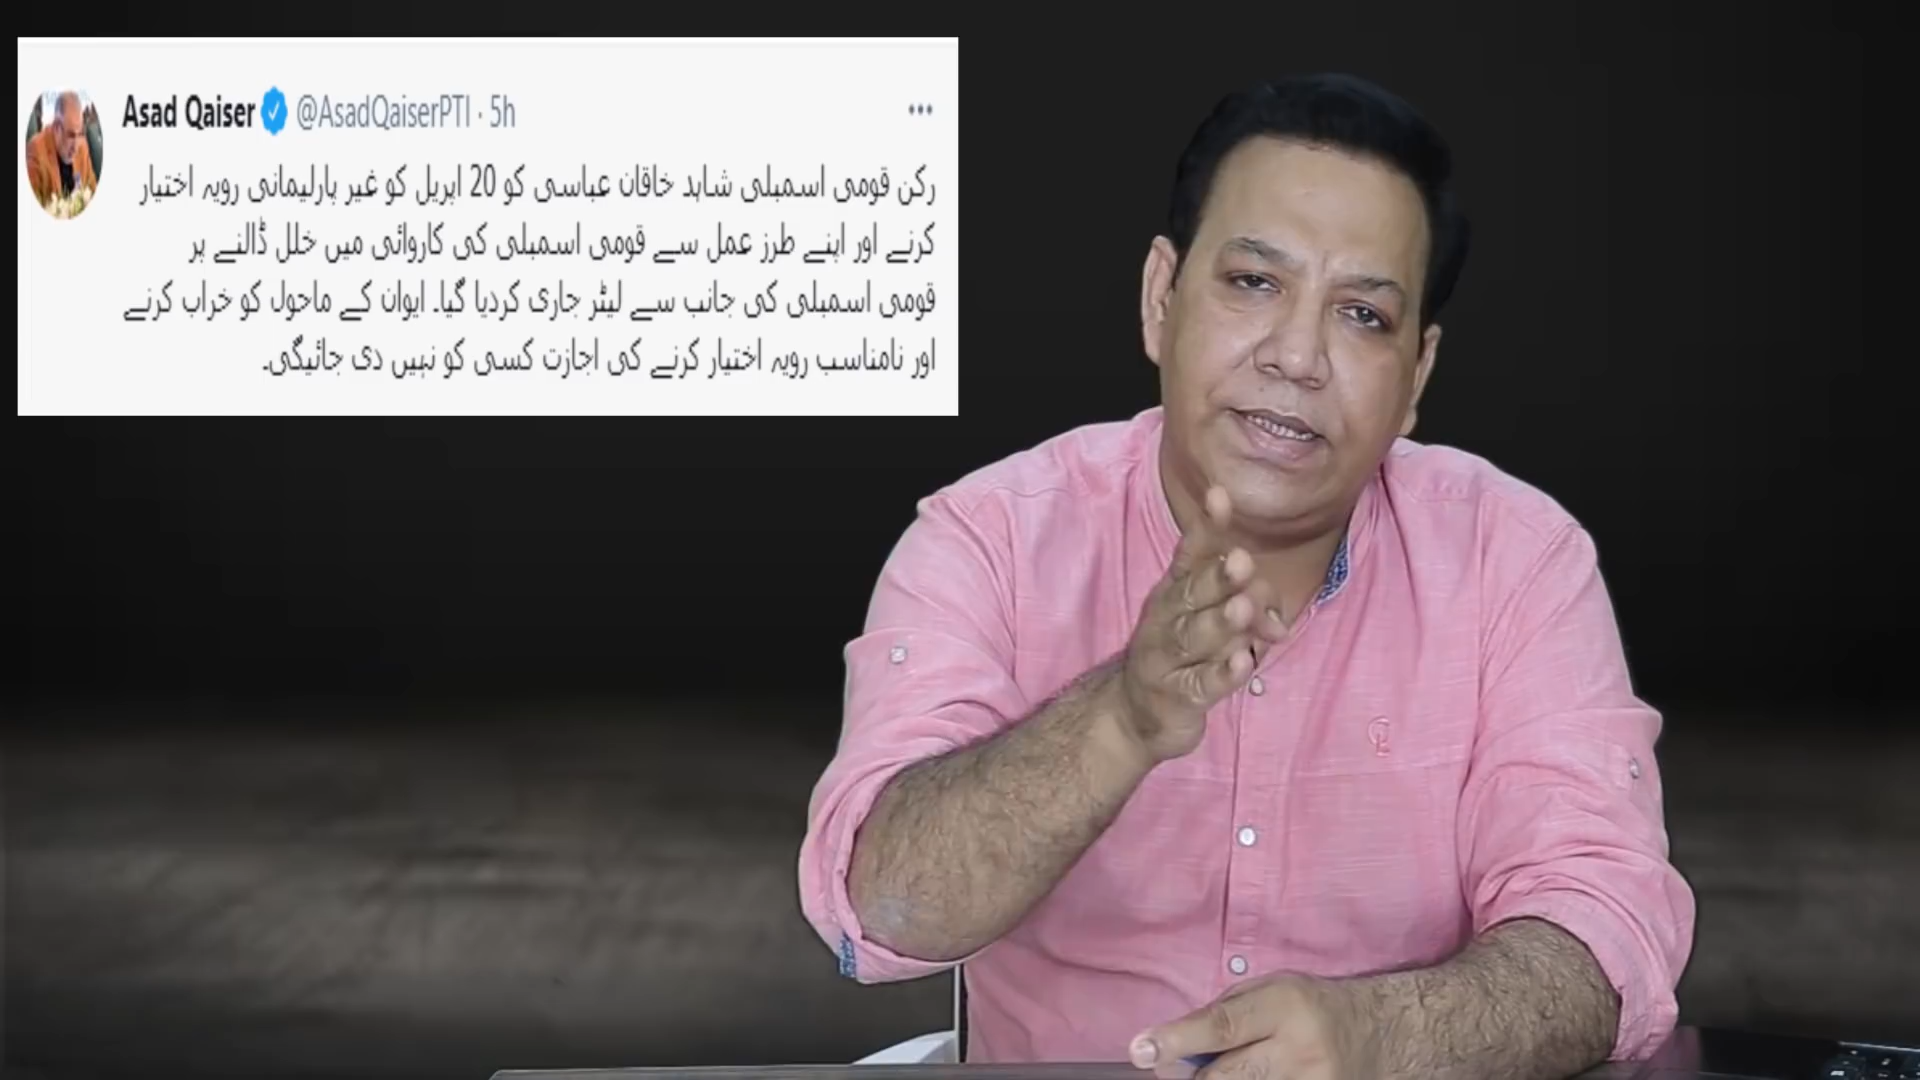 Asad Qaiser @AsadQaiserPTI · 5h
رکن قومی اسمبلی شاہد خاقان عباسی کو 20 اپریل کو غیر پارلیمانی رویہ اختیار
کرنے اور اپنے طرز عمل سے قومی اسمبلی کی کاروائی میں خلل ڈالنے پر
قومی اسمبلی کی جانب سے لیٹر جاری کردیا گیا۔ ایوان کے ماحول کو خراب کرنے
اور نامناسب رویہ اختیار کرنے کی اجازت کسی کو نہیں دی جائیگی۔